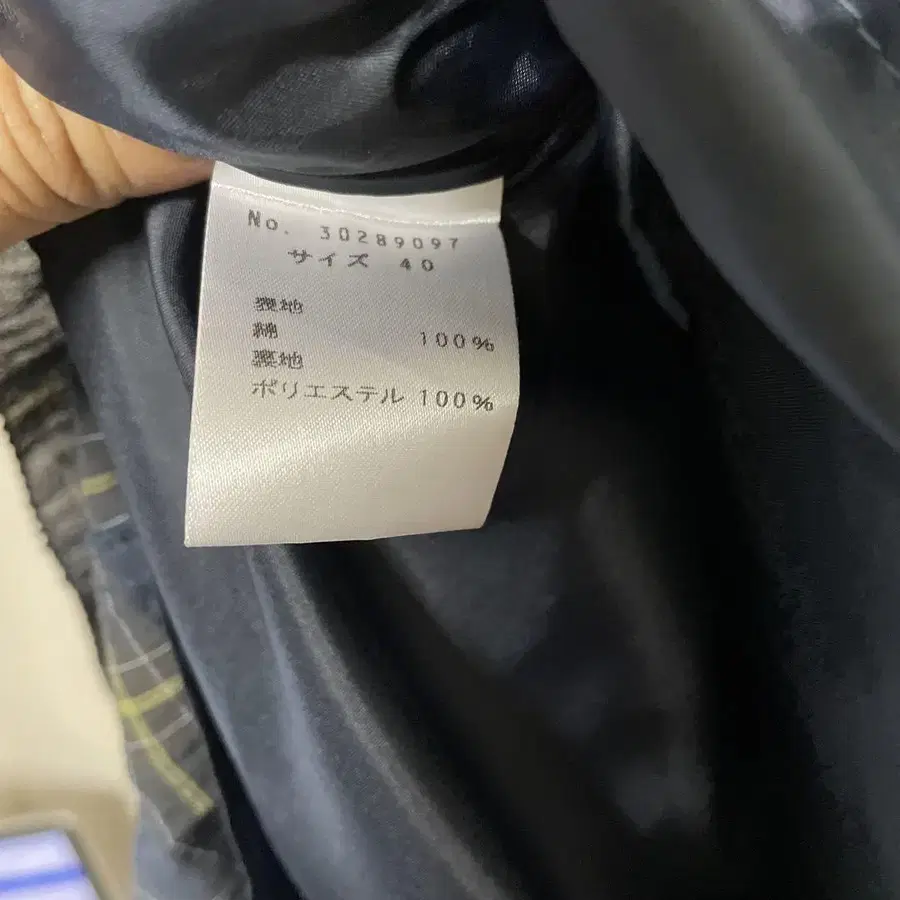 No. 30289097
サイズ 40
表地
綿 100%
裏地
ポリエステル 100%